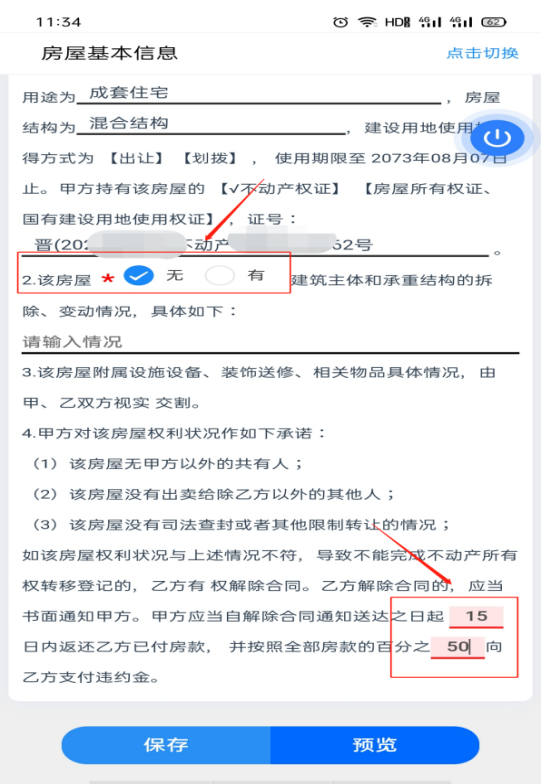 11:34 HD 4G 4G 62
房屋基本信息 点击切换
用途为 成套住宅 ，房屋
结构为 混合结构 ，建设用地使用
得方式为 【出让】 【划拨】 ， 使用期限至 2073年08月07日
止。甲方持有该房屋的 【√不动产权证】 【房屋所有权证、
国有建设用地使用权证】 ，证号：
晋(202 不动产 52号 。
2.该房屋 * 无 有 建筑主体和承重结构的拆
除、变动情况，具体如下：
请输入情况
3.该房屋附属设施设备、装饰送修、相关物品具体情况，由
甲、乙双方视实 交割。
4.甲方对该房屋权利状况作如下承诺：
（1）该房屋无甲方以外的共有人；
（2）该房屋没有出卖给除乙方以外的其他人；
（3）该房屋没有司法查封或者其他限制转让的情况；
如该房屋权利状况与上述情况不符，导致不能完成不动产所有
权转移登记的，乙方有 权解除合同。乙方解除合同的，应当
书面通知甲方。甲方应当自解除合同通知送达之日起 15
日内返还乙方已付房款， 并按照全部房款的百分之 50 向
乙方支付违约金。
保存 预览